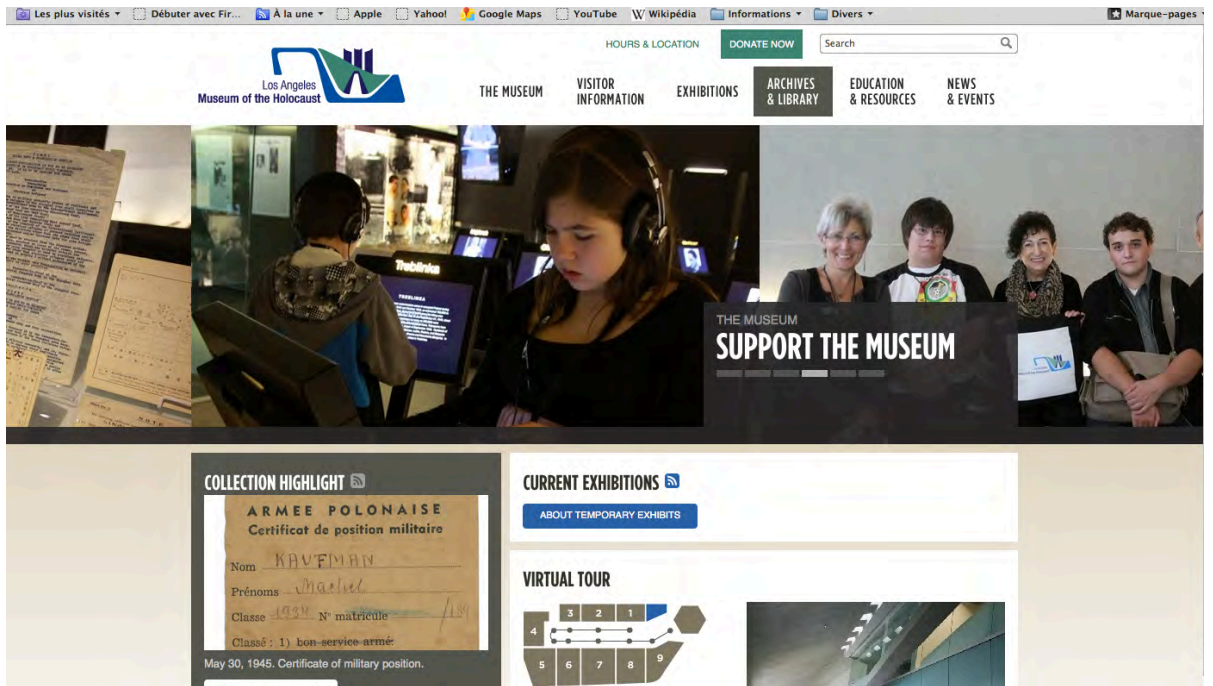 Les plus visités Débuter avec Fir... À la une Apple Yahoo! Google Maps YouTube Wikipédia Informations Divers Marque-pages
HOURS & LOCATION DONATE NOW Search
Los Angeles
Museum of the Holocaust
THE MUSEUM VISITOR INFORMATION EXHIBITIONS ARCHIVES & LIBRARY EDUCATION & RESOURCES NEWS & EVENTS
Treblinka
TREBLINKA
THE MUSEUM
SUPPORT THE MUSEUM
COLLECTION HIGHLIGHT
ARMEE POLONAISE
Certificat de position militaire
Nom KAUFMAN
Prénoms
Classe 1934 N° matricule
Classé : 1) bon service armé:
May 30, 1945. Certificate of military position.
CURRENT EXHIBITIONS
ABOUT TEMPORARY EXHIBITS
VIRTUAL TOUR
3 2 1
4
5 6 7 8 9